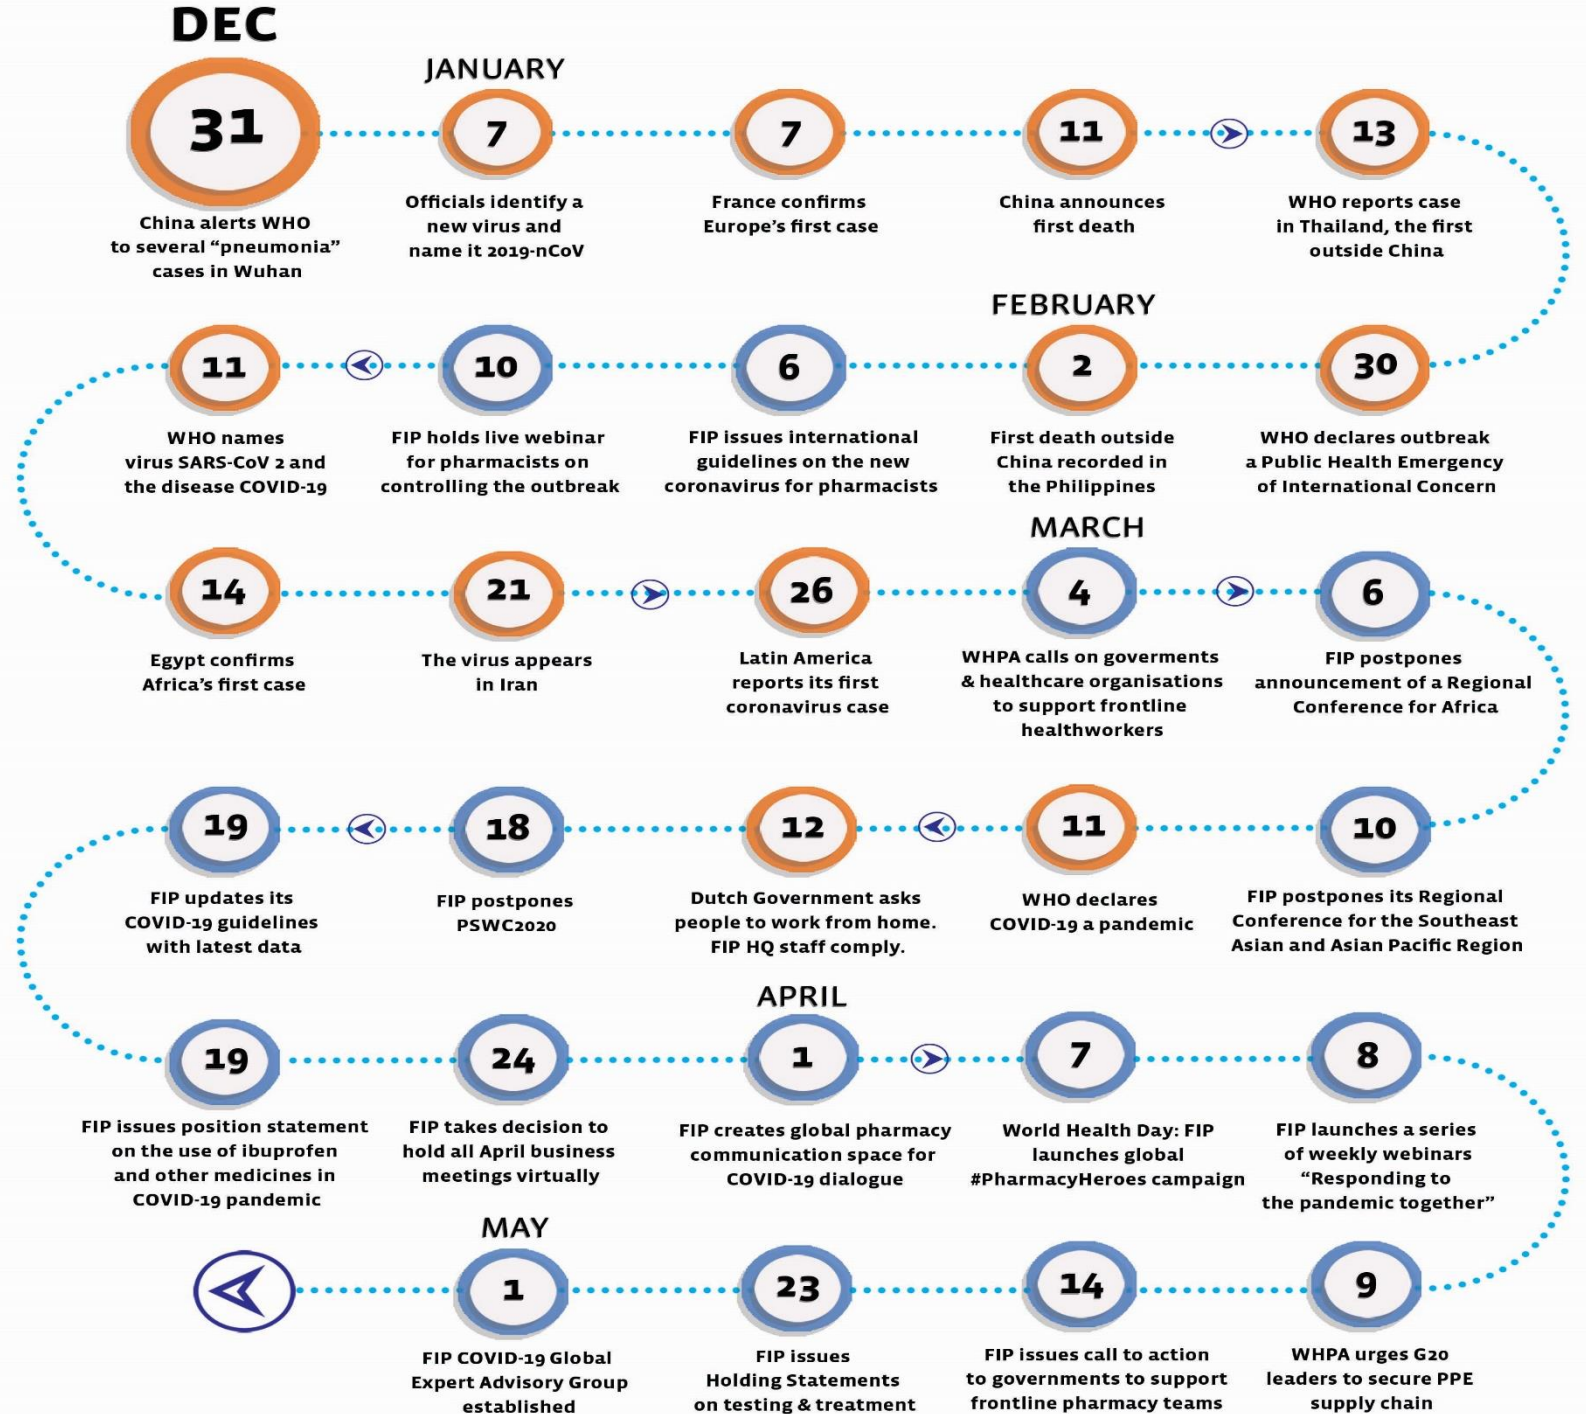 DEC
31
China alerts WHO
to several “pneumonia”
cases in Wuhan
JANUARY
7
Officials identify a
new virus and
name it 2019-nCoV
7
France confirms
Europe’s first case
11
China announces
first death
13
WHO reports case
in Thailand, the first
outside China
30
WHO declares outbreak
a Public Health Emergency
of International Concern
FEBRUARY
2
First death outside
China recorded in
the Philippines
6
FIP issues international
guidelines on the new
coronavirus for pharmacists
10
FIP holds live webinar
for pharmacists on
controlling the outbreak
11
WHO names
virus SARS-CoV 2 and
the disease COVID-19
14
Egypt confirms
Africa’s first case
21
The virus appears
in Iran
26
Latin America
reports its first
coronavirus case
MARCH
4
WHPA calls on goverments
& healthcare organisations
to support frontline
healthworkers
6
FIP postpones
announcement of a Regional
Conference for Africa
10
FIP postpones its Regional
Conference for the Southeast
Asian and Asian Pacific Region
11
WHO declares
COVID-19 a pandemic
12
Dutch Government asks
people to work from home.
FIP HQ staff comply.
18
FIP postpones
PSWC2020
19
FIP updates its
COVID-19 guidelines
with latest data
19
FIP issues position statement
on the use of ibuprofen
and other medicines in
COVID-19 pandemic
24
FIP takes decision to
hold all April business
meetings virtually
APRIL
1
FIP creates global pharmacy
communication space for
COVID-19 dialogue
7
World Health Day: FIP
launches global
#PharmacyHeroes campaign
8
FIP launches a series
of weekly webinars
“Responding to
the pandemic together”
9
WHPA urges G20
leaders to secure PPE
supply chain
14
FIP issues call to action
to governments to support
frontline pharmacy teams
23
FIP issues
Holding Statements
on testing & treatment
MAY
1
FIP COVID-19 Global
Expert Advisory Group
established